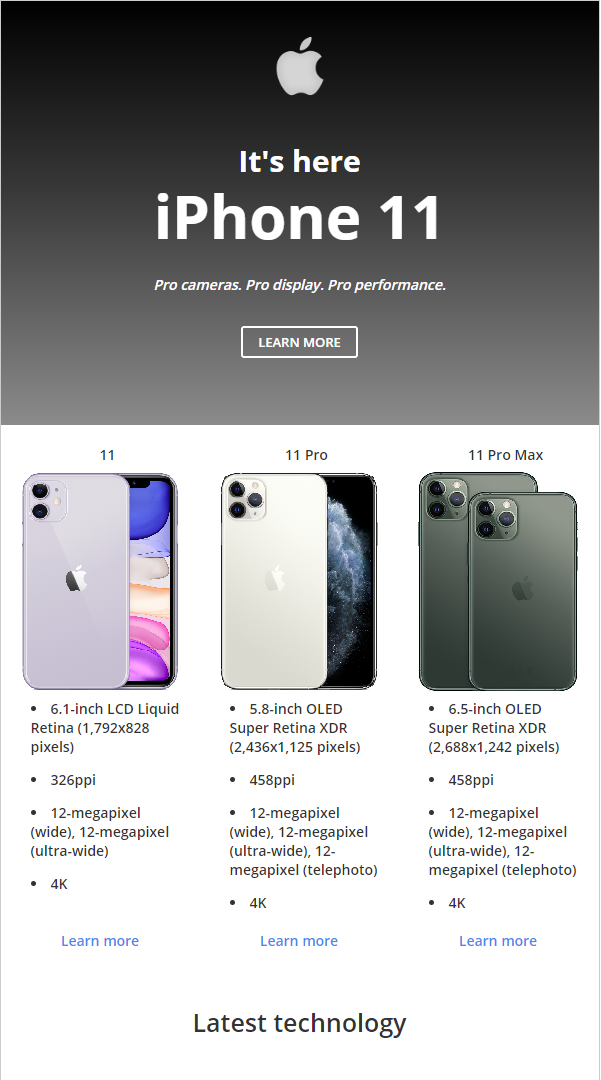 It's here
iPhone 11
Pro cameras. Pro display. Pro performance.
LEARN MORE
11
• 6.1-inch LCD Liquid
Retina (1,792x828
pixels)
• 326ppi
• 12-megapixel
(wide), 12-megapixel
(ultra-wide)
• 4K
Learn more
11 Pro
• 5.8-inch OLED
Super Retina XDR
(2,436x1,125 pixels)
• 458ppi
• 12-megapixel
(wide), 12-megapixel
(ultra-wide), 12-
megapixel (telephoto)
• 4K
Learn more
11 Pro Max
• 6.5-inch OLED
Super Retina XDR
(2,688x1,242 pixels)
• 458ppi
• 12-megapixel
(wide), 12-megapixel
(ultra-wide), 12-
megapixel (telephoto)
• 4K
Learn more
Latest technology